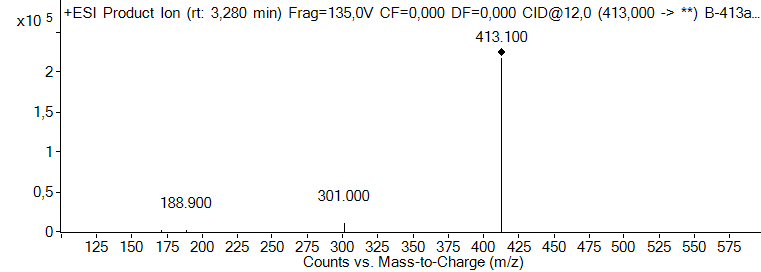 +ESI Product Ion (rt: 3,280 min) Frag=135,0V CF=0,000 DF=0,000 CID@12,0 (413,000 -> **) B-413a...
x10 5
413.100
2
1,5
1
0,5
188.900
301.000
0
125 150 175 200 225 250 275 300 325 350 375 400 425 450 475 500 525 550 575
Counts vs. Mass-to-Charge (m/z)